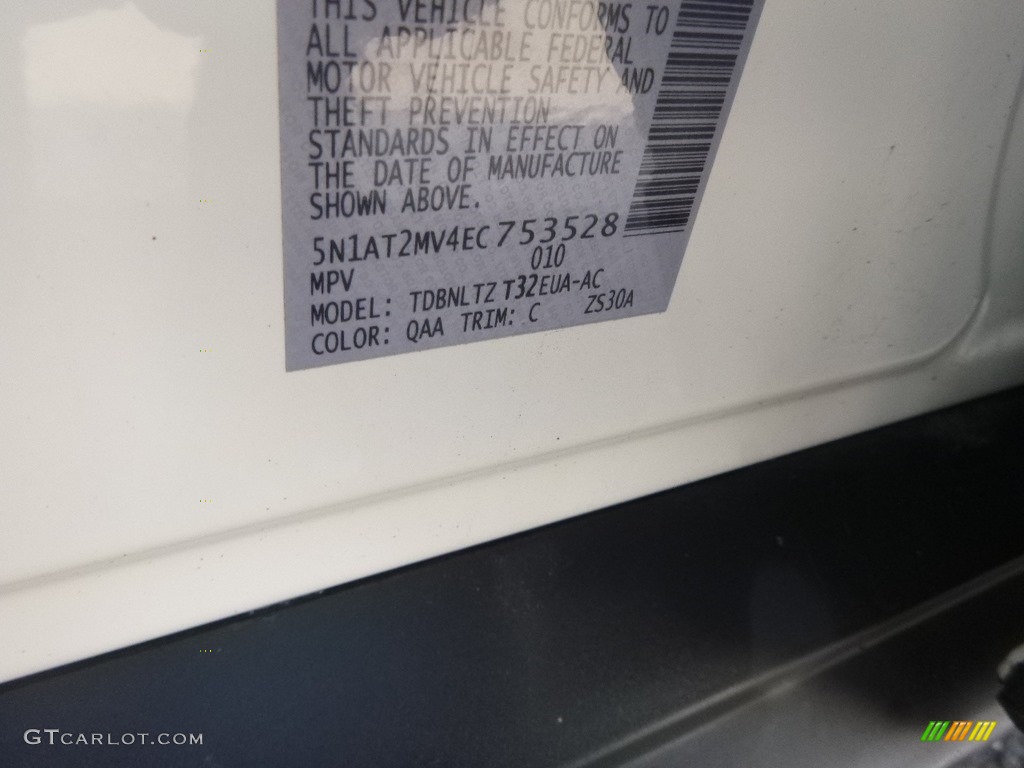 THIS VEHICLE CONFORMS TO
ALL APPLICABLE FEDERAL
MOTOR VEHICLE SAFETY AND
THEFT PREVENTION
STANDARDS IN EFFECT ON
THE DATE OF MANUFACTURE
SHOWN ABOVE.
5N1AT2MV4EC753528
MPV 010
MODEL: TDBNLTZ T32EUA-AC
COLOR: QAA TRIM: C ZS30A
GTCARLOT.COM